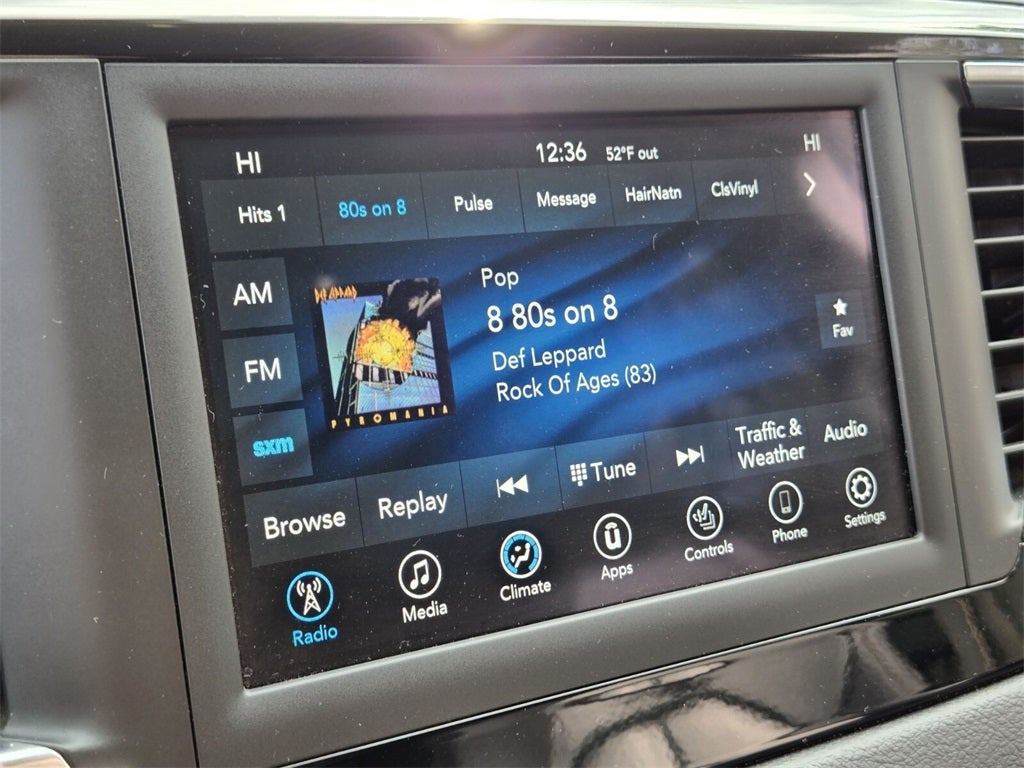 HI 12:36 52°F out HI
Hits 1 80s on 8 Pulse Message HairNatn ClsVinyl
AM
FM
sxm
DEF LEPPARD
PYROMANIA
Pop
8 80s on 8
Def Leppard
Rock Of Ages (83)
Fav
Browse Replay Tune Traffic & Weather Audio
Radio Media Climate Apps Controls Phone Settings